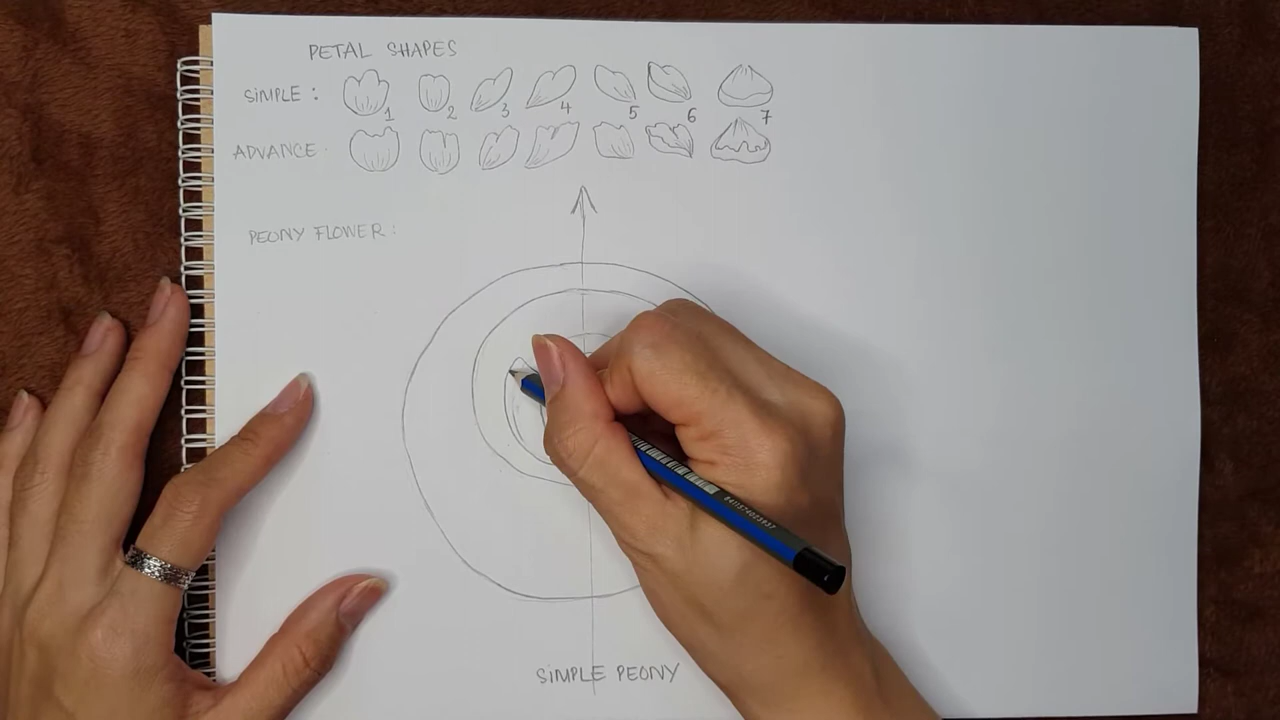 PETAL SHAPES
SIMPLE :
1 2 3 4 5 6 7
ADVANCE -
PEONY FLOWER :
SIMPLE PEONY